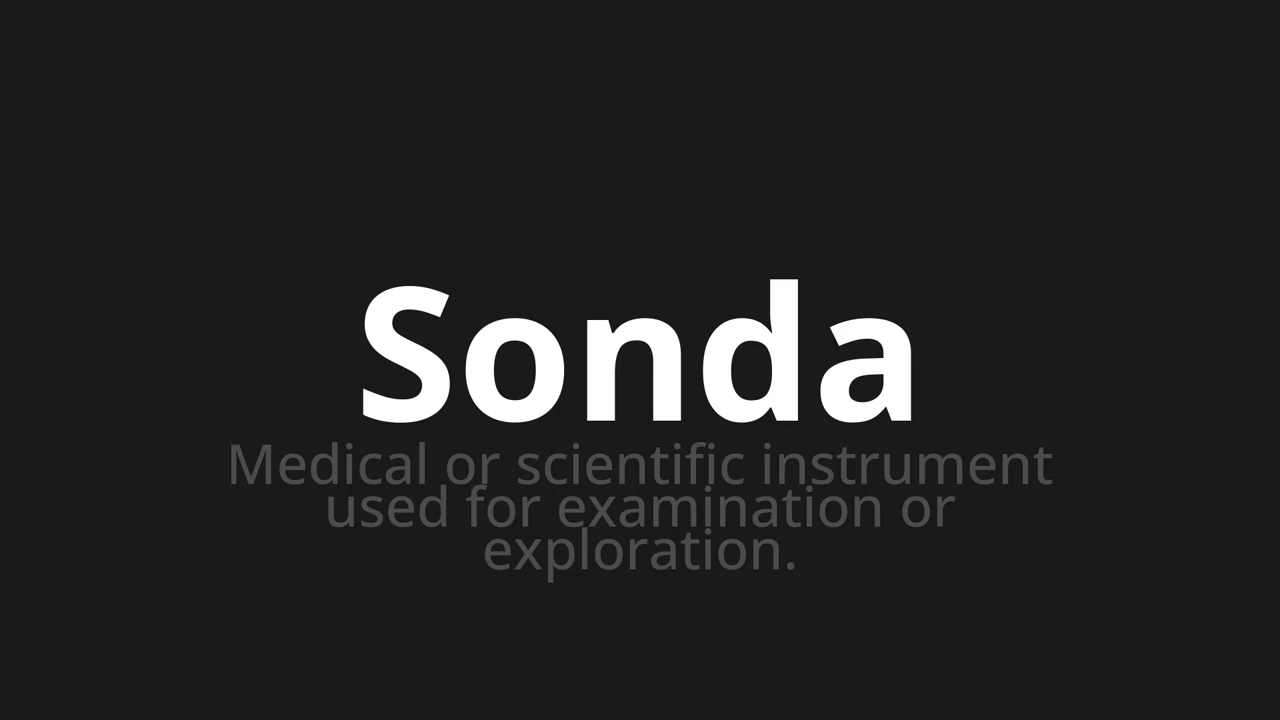 Sonda
Medical or scientific instrument
used for examination or
exploration.